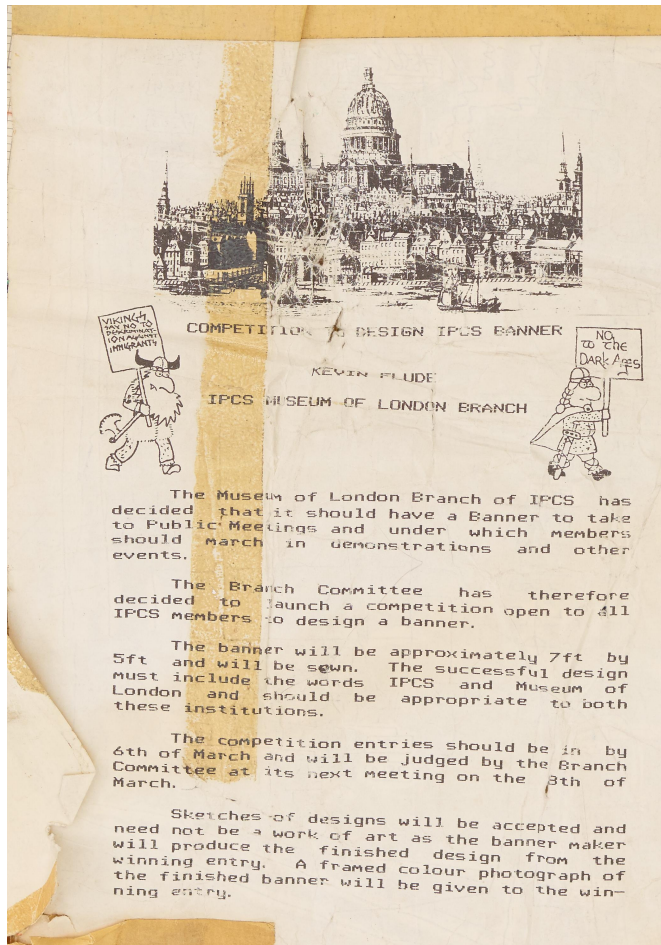 VIKINGS
SAY NO TO
DESCRIMINAT
ION AGAINST
IMMIGRANTS
NO
TO THE
DARK AGES
COMPETITION TO DESIGN IPCS BANNER
KEVIN FLUDE
IPCS MUSEUM OF LONDON BRANCH
The Museum of London Branch of IPCS has
decided that it should have a Banner to take
to Public Meetings and under which members
should march in demonstrations and other
events.
The Branch Committee has therefore
decided to launch a competition open to all
IPCS members to design a banner.
The banner will be approximately 7ft by
5ft and will be sewn. The successful design
must include the words IPCS and Museum of
London and should be appropriate to both
these institutions.
The competition entries should be in by
6th of March and will be judged by the Branch
Committee at its next meeting on the 8th of
March.
Sketches of designs will be accepted and
need not be a work of art as the banner maker
will produce the finished design from the
winning entry. A framed colour photograph of
the finished banner will be given to the win-
ning entry.